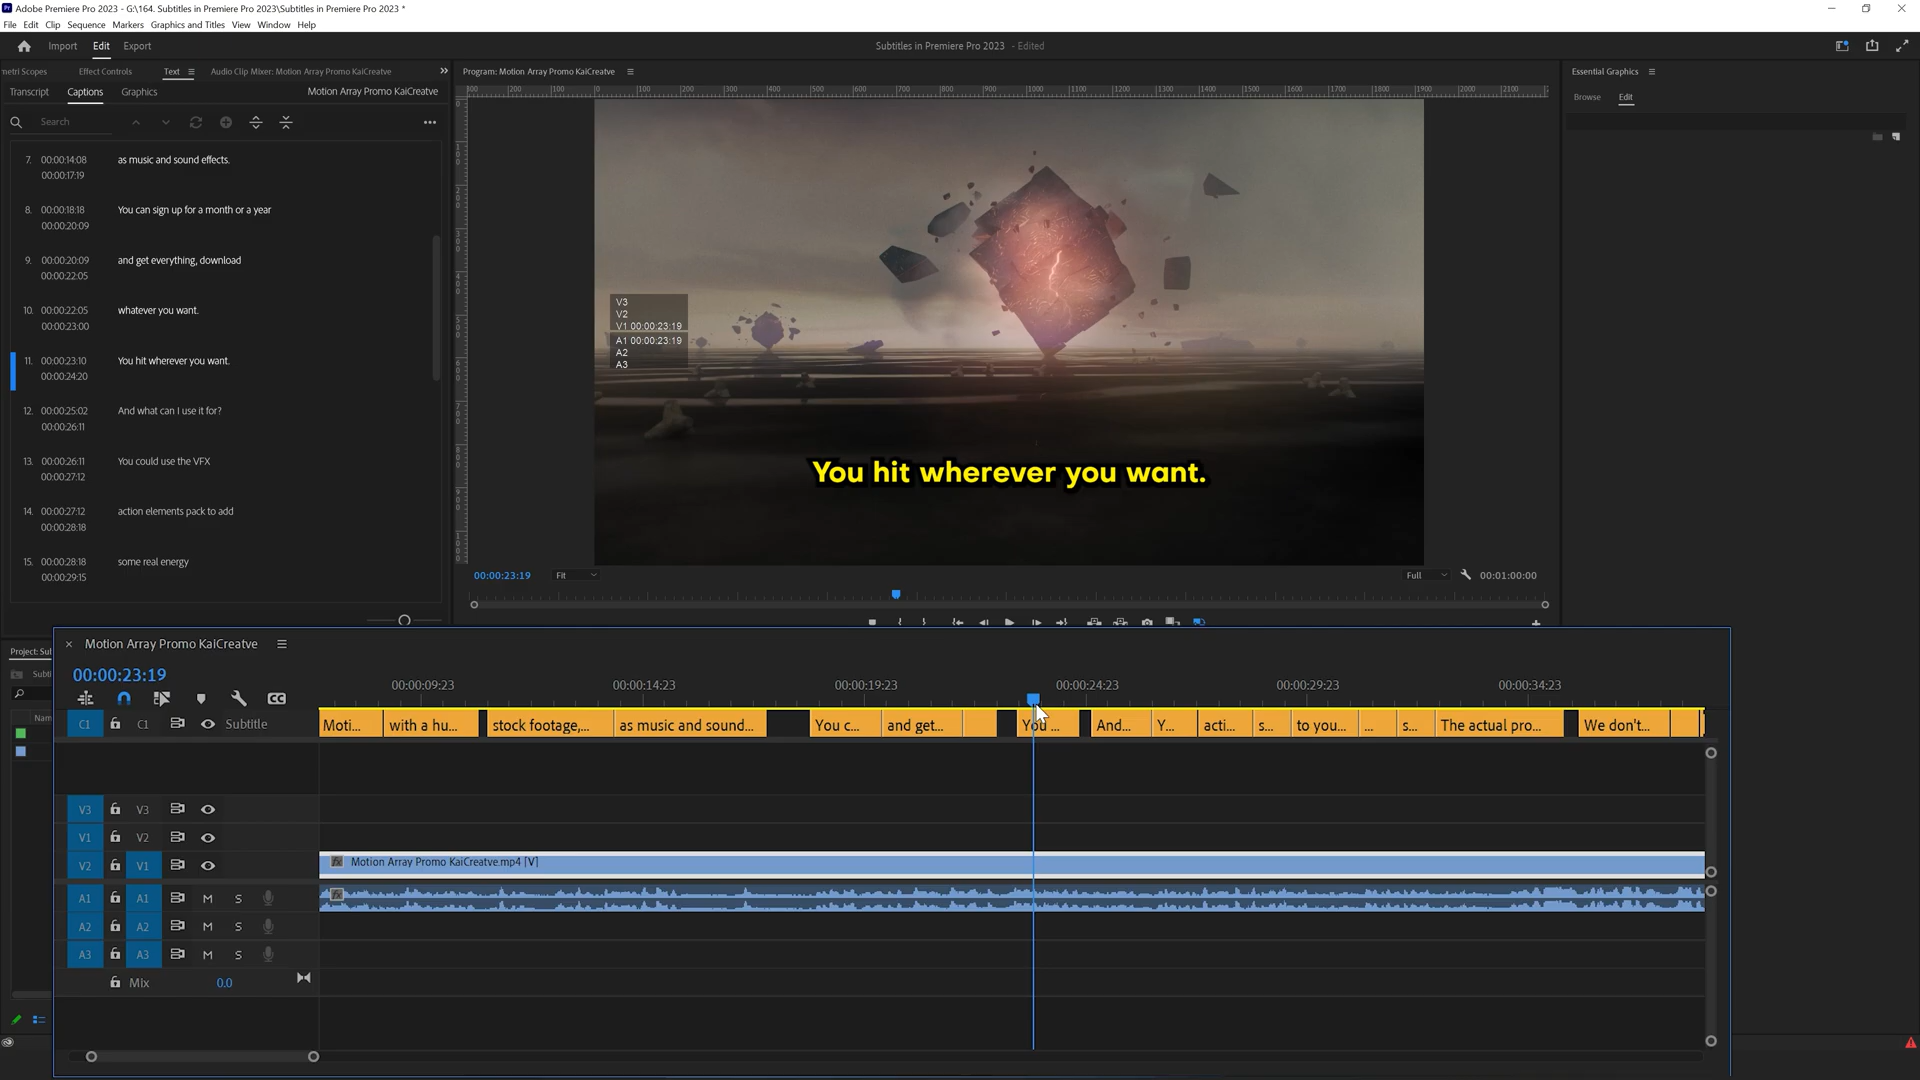 Adobe Premiere Pro 2023 - G:\164. Subtitles in Premiere Pro 2023\Subtitles in Premiere Pro 2023 *
File Edit Clip Sequence Markers Graphics and Titles View Window Help
Import Edit Export
Subtitles in Premiere Pro 2023 - Edited
metri Scopes Effect Controls Text Audio Clip Mixer: Motion Array Promo KaiCreatve
Transcript Captions Graphics Motion Array Promo KaiCreatve
Search
7. 00:00:14:08 as music and sound effects.
00:00:17:19
8. 00:00:18:18 You can sign up for a month or a year
00:00:20:09
9. 00:00:20:09 and get everything, download
00:00:22:05
10. 00:00:22:05 whatever you want.
00:00:23:00
11. 00:00:23:10 You hit wherever you want.
00:00:24:20
12. 00:00:25:02 And what can I use it for?
00:00:26:11
13. 00:00:26:11 You could use the VFX
00:00:27:12
14. 00:00:27:12 action elements pack to add
00:00:28:18
15. 00:00:28:18 some real energy
00:00:29:15
Program: Motion Array Promo KaiCreatve
V3
V2
V1 00:00:23:19
A1 00:00:23:19
A2
A3
You hit wherever you want.
00:00:23:19 Fit Full 00:01:00:00
Essential Graphics
Browse Edit
Project: Sub
Subti
Nam
Motion Array Promo KaiCreatve
00:00:23:19
00:00:09:23 00:00:14:23 00:00:19:23 00:00:24:23 00:00:29:23 00:00:34:23
C1 C1 Subtitle Moti... with a hu... stock footage,... as music and sound... You c... and get... You ... And... Y... acti... s... to you... ... s... The actual pro... We don't...
V3 V3
V1 V2
V2 V1 Motion Array Promo KaiCreatve.mp4 [V]
A1 A1 M S
A2 A2 M S
A3 A3 M S
Mix 0.0